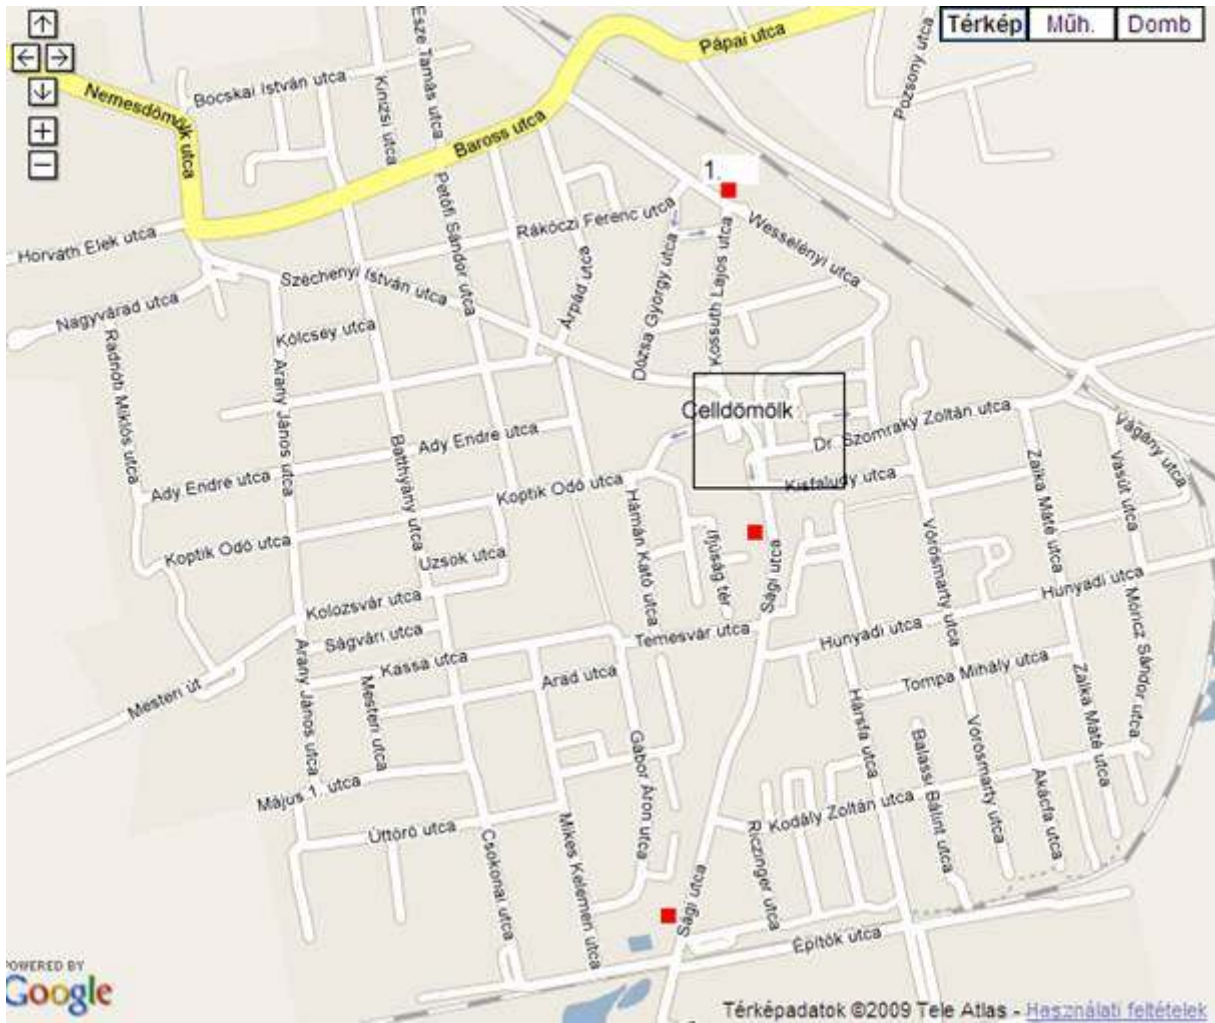 Térkép
Műh.
Domb
Esze Tamás utca
Pápai utca
Pozsony utca
Bocskai István utca
Kinizsi utca
Nemesdömölk utca
Baross utca
1.
Petőfi Sándor utca
Rákóczi Ferenc utca
Wesselényi utca
Horváth Elek utca
Széchenyi István utca
Árpád utca
Dózsa György utca
Kossuth Lajos utca
Nagyvárad utca
Kölcsey utca
Radnóti Miklós utca
Arany János utca
Celldömölk
Batthyány utca
Ady Endre utca
Dr. Szomraky Zoltán utca
Vágány utca
Ady Endre utca
Koptik Odó utca
Kisfaludy utca
Zalka Máté utca
Vasút utca
Hámán Kató utca
Koptik Odó utca
Uzsok utca
Ifjúság tér
Sági utca
Vörösmarty utca
Hunyadi utca
Kolozsvár utca
Móricz Sándor utca
Ságvári utca
Temesvár utca
Hunyadi utca
Kassa utca
Arad utca
Tompa Mihály utca
Mesteri út
Arany János utca
Mesteri utca
Hársfa utca
Zalka Máté utca
Gábor Áron utca
Balassi Bálint utca
Vörösmarty utca
Akácfa utca
Május 1. utca
Kodály Zoltán utca
Úttörő utca
Csokonai utca
Mikes Kelemen utca
Riczinger utca
Sági utca
Építők utca
POWERED BY
Google
Térképadatok ©2009 Tele Atlas - Használati feltételek